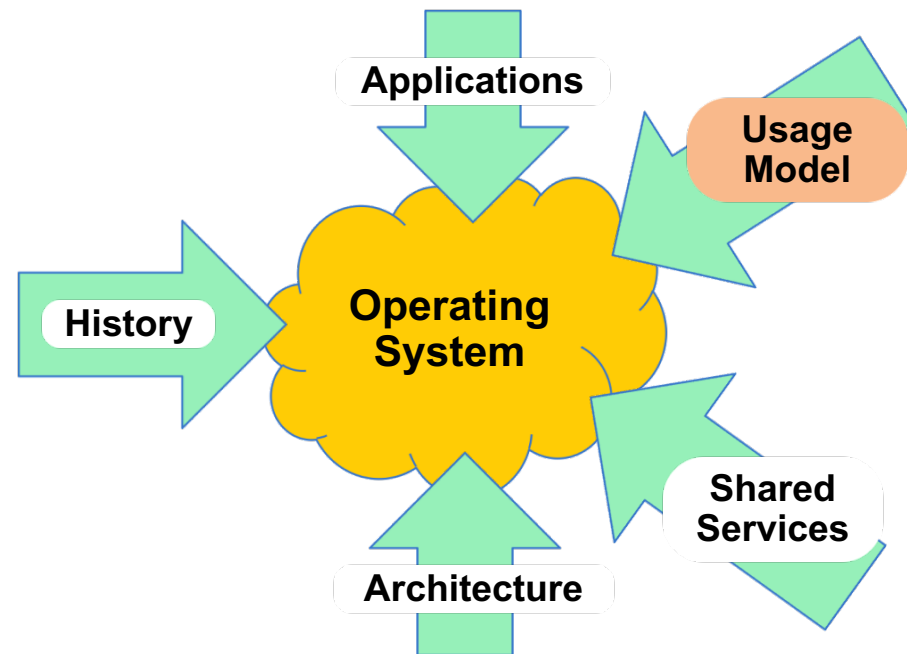 Applications
Usage
Model
Operating
System
History
Shared
Services
Architecture